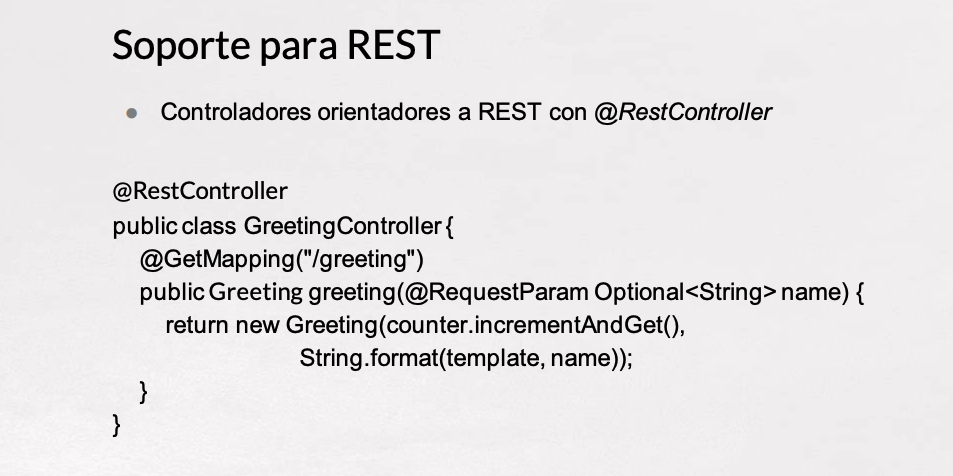 Soporte para REST
● Controladores orientadores a REST con @RestController
@RestController
public class GreetingController {
@GetMapping("/greeting")
public Greeting greeting(@RequestParam Optional<String> name) {
return new Greeting(counter.incrementAndGet(),
String.format(template, name));
}
}